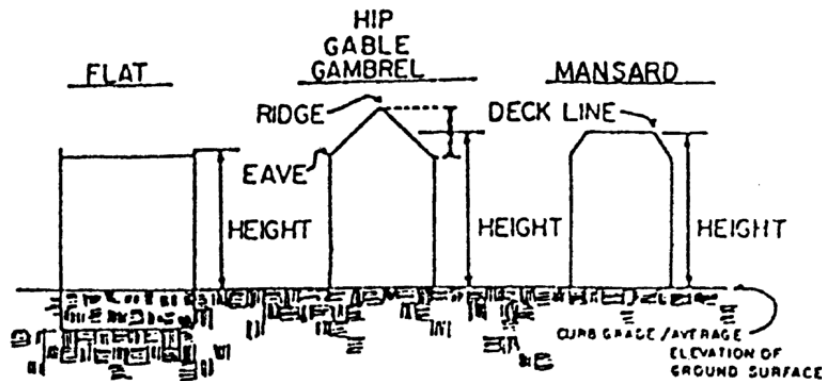 FLAT
HIP
GABLE
GAMBREL
MANSARD
RIDGE
DECK LINE
EAVE
HEIGHT
HEIGHT
HEIGHT
CURB GRADE/AVERAGE
ELEVATION OF
GROUND SURFACE